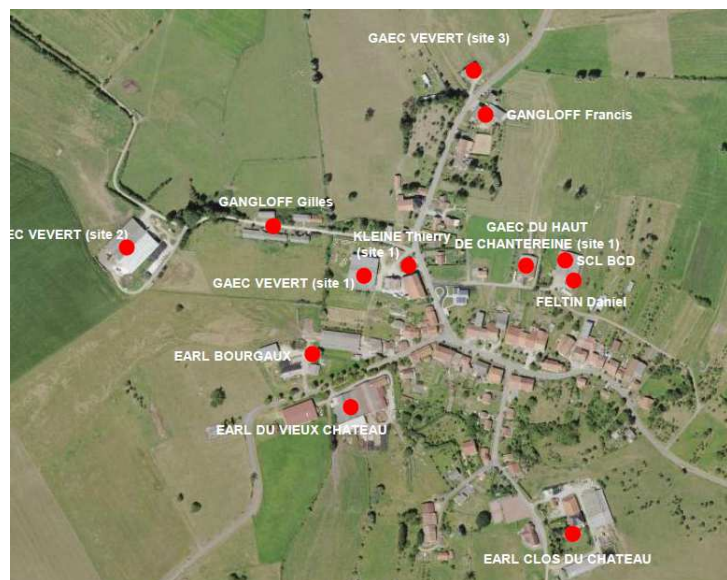 GAEC VEVERT (site 3)
GANGLOFF Francis
GANGLOFF Gilles
EC VEVERT (site 2)
KLEINE Thierry
(site 1)
GAEC DU HAUT
DE CHANTEREINE (site 1)
SCL BCD
GAEC VEVERT (site 1)
FELTIN Daniel
EARL BOURGAUX
EARL DU VIEUX CHATEAU
EARL CLOS DU CHATEAU